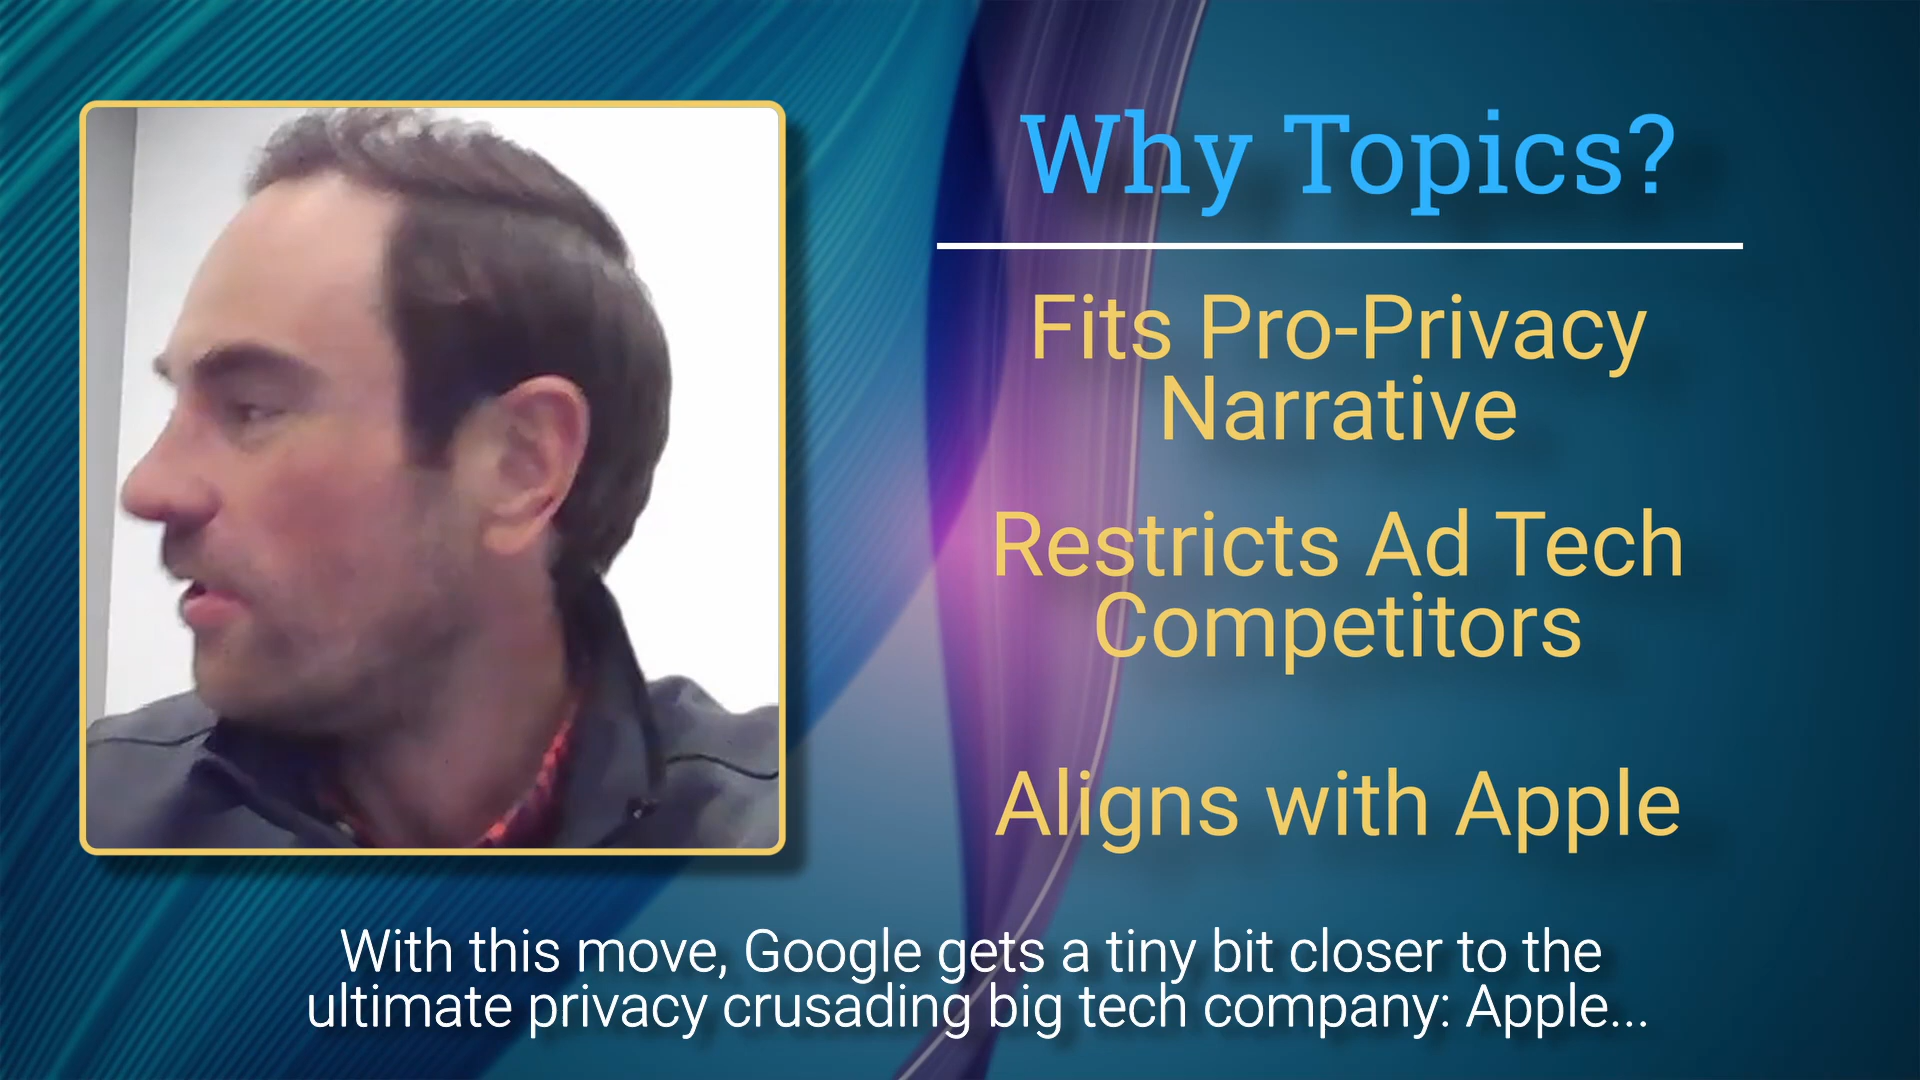 Why Topics?
Fits Pro-Privacy
Narrative
Restricts Ad Tech
Competitors
Aligns with Apple
With this move, Google gets a tiny bit closer to the
ultimate privacy crusading big tech company: Apple...